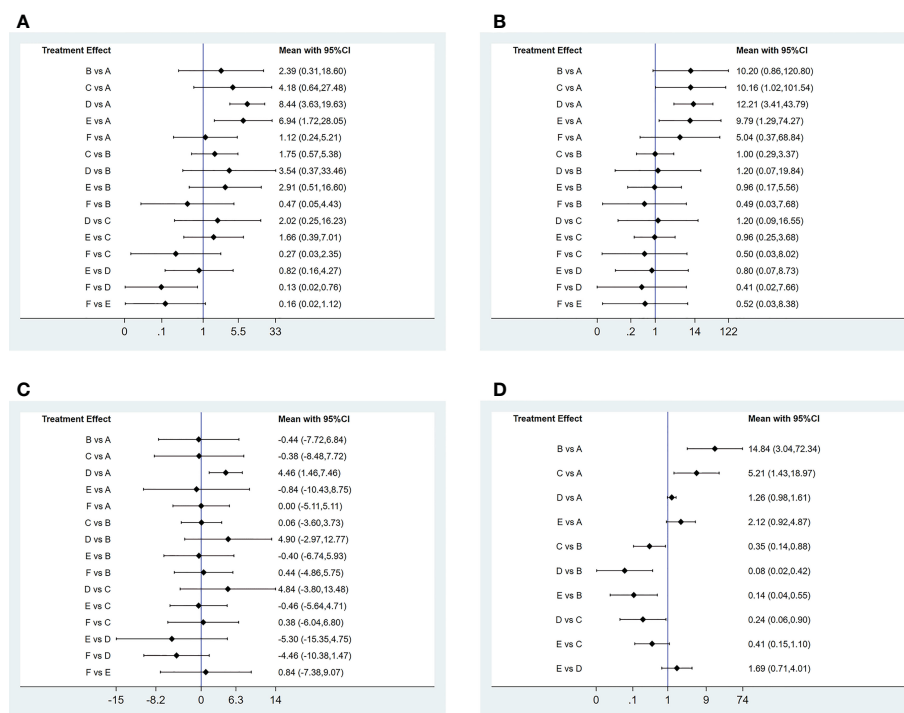 A
Treatment Effect Mean with 95%CI
B vs A 2.39 (0.31,18.60)
C vs A 4.18 (0.64,27.48)
D vs A 8.44 (3.63,19.63)
E vs A 6.94 (1.72,28.05)
F vs A 1.12 (0.24,5.21)
C vs B 1.75 (0.57,5.38)
D vs B 3.54 (0.37,33.46)
E vs B 2.91 (0.51,16.60)
F vs B 0.47 (0.05,4.43)
D vs C 2.02 (0.25,16.23)
E vs C 1.66 (0.39,7.01)
F vs C 0.27 (0.03,2.35)
E vs D 0.82 (0.16,4.27)
F vs D 0.13 (0.02,0.76)
F vs E 0.16 (0.02,1.12)
0 .1 1 5.5 33
B
Treatment Effect Mean with 95%CI
B vs A 10.20 (0.86,120.80)
C vs A 10.16 (1.02,101.54)
D vs A 12.21 (3.41,43.79)
E vs A 9.79 (1.29,74.27)
F vs A 5.04 (0.37,68.84)
C vs B 1.00 (0.29,3.37)
D vs B 1.20 (0.07,19.84)
E vs B 0.96 (0.17,5.56)
F vs B 0.49 (0.03,7.68)
D vs C 1.20 (0.09,16.55)
E vs C 0.96 (0.25,3.68)
F vs C 0.50 (0.03,8.02)
E vs D 0.80 (0.07,8.73)
F vs D 0.41 (0.02,7.66)
F vs E 0.52 (0.03,8.38)
0 .2 1 14 122
C
Treatment Effect Mean with 95%CI
B vs A -0.44 (-7.72,6.84)
C vs A -0.38 (-8.48,7.72)
D vs A 4.46 (1.46,7.46)
E vs A -0.84 (-10.43,8.75)
F vs A 0.00 (-5.11,5.11)
C vs B 0.06 (-3.60,3.73)
D vs B 4.90 (-2.97,12.77)
E vs B -0.40 (-6.74,5.93)
F vs B 0.44 (-4.86,5.75)
D vs C 4.84 (-3.80,13.48)
E vs C -0.46 (-5.64,4.71)
F vs C 0.38 (-6.04,6.80)
E vs D -5.30 (-15.35,4.75)
F vs D -4.46 (-10.38,1.47)
F vs E 0.84 (-7.38,9.07)
-15 -8.2 0 6.3 14
D
Treatment Effect Mean with 95%CI
B vs A 14.84 (3.04,72.34)
C vs A 5.21 (1.43,18.97)
D vs A 1.26 (0.98,1.61)
E vs A 2.12 (0.92,4.87)
C vs B 0.35 (0.14,0.88)
D vs B 0.08 (0.02,0.42)
E vs B 0.14 (0.04,0.55)
D vs C 0.24 (0.06,0.90)
E vs C 0.41 (0.15,1.10)
E vs D 1.69 (0.71,4.01)
0 .1 1 9 74